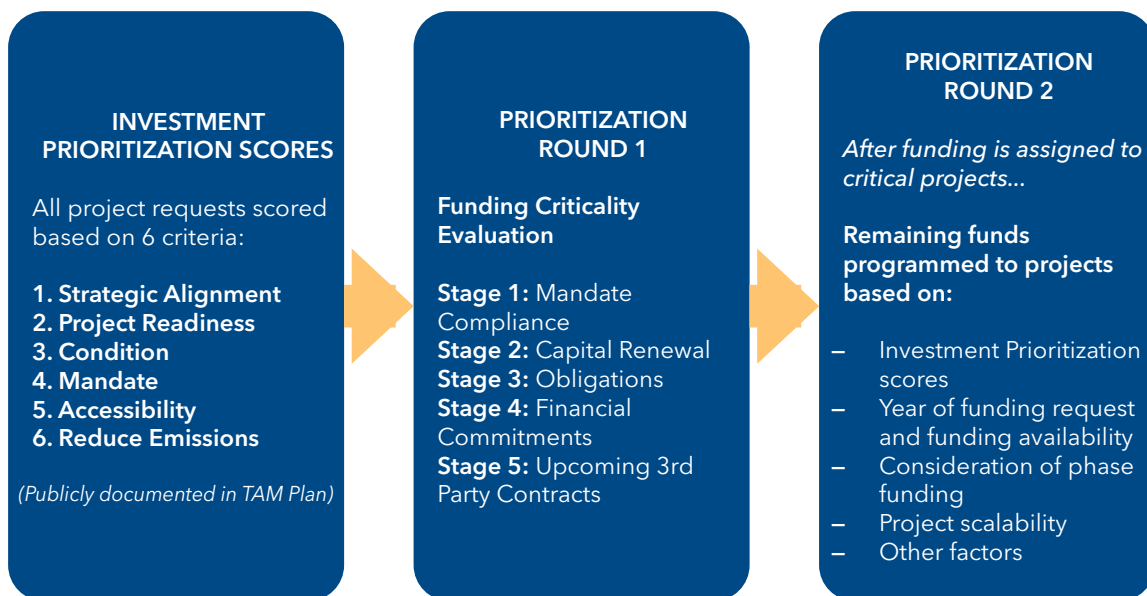 INVESTMENT
PRIORITIZATION SCORES
All project requests scored
based on 6 criteria:
1. Strategic Alignment
2. Project Readiness
3. Condition
4. Mandate
5. Accessibility
6. Reduce Emissions
(Publicly documented in TAM Plan)
PRIORITIZATION
ROUND 1
Funding Criticality
Evaluation
Stage 1: Mandate
Compliance
Stage 2: Capital Renewal
Stage 3: Obligations
Stage 4: Financial
Commitments
Stage 5: Upcoming 3rd
Party Contracts
PRIORITIZATION
ROUND 2
After funding is assigned to
critical projects...
Remaining funds
programmed to projects
based on:
– Investment Prioritization
scores
– Year of funding request
and funding availability
– Consideration of phase
funding
– Project scalability
– Other factors